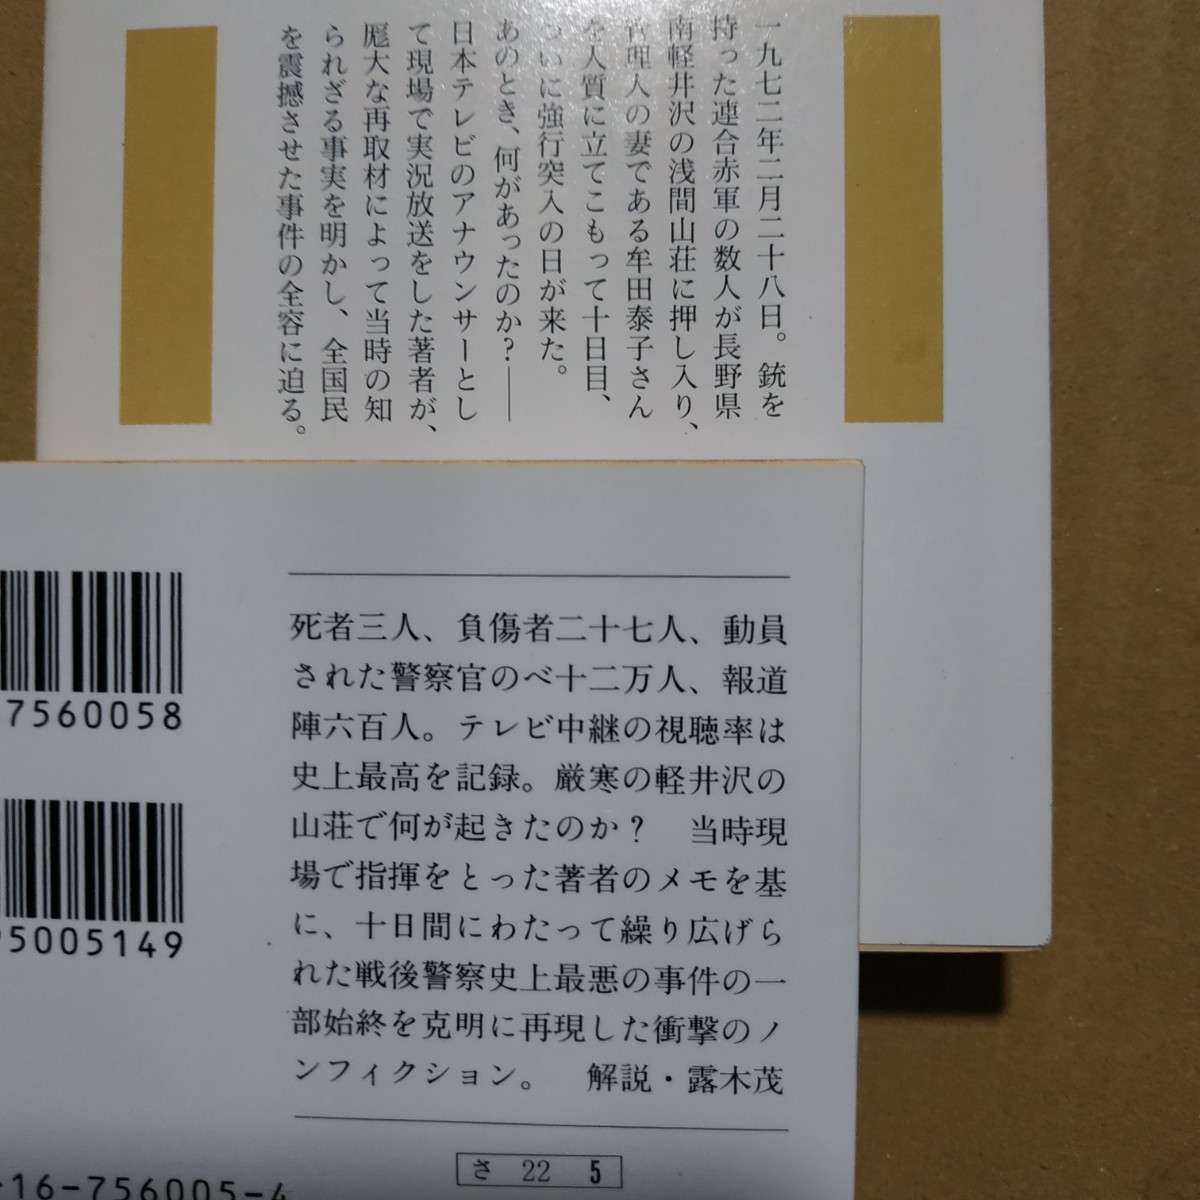 一九七二年二月二十八日。銃を
持った連合赤軍の数人が長野県
南軽井沢の浅間山荘に押し入り、
管理人の妻である牟田泰子さん
を人質に立てこもって十日目、
ついに強行突入の日が来た。
あのとき、何があったのか?——
日本テレビのアナウンサーとし
て現場で実況放送をした著者が、
厖大な再取材によって当時の知
られざる事実を明かし、全国民
を震撼させた事件の全容に迫る。
7560058
5005149
死者三人、負傷者二十七人、動員
された警察官のべ十二万人、報道
陣六百人。テレビ中継の視聴率は
史上最高を記録。厳寒の軽井沢の
山荘で何が起きたのか? 当時現
場で指揮をとった著者のメモを基
に、十日間にわたって繰り広げら
れた戦後警察史上最悪の事件の一
部始終を克明に再現した衝撃のノ
ンフィクション。 解説・露木茂
さ 22 5
-16-756005-4